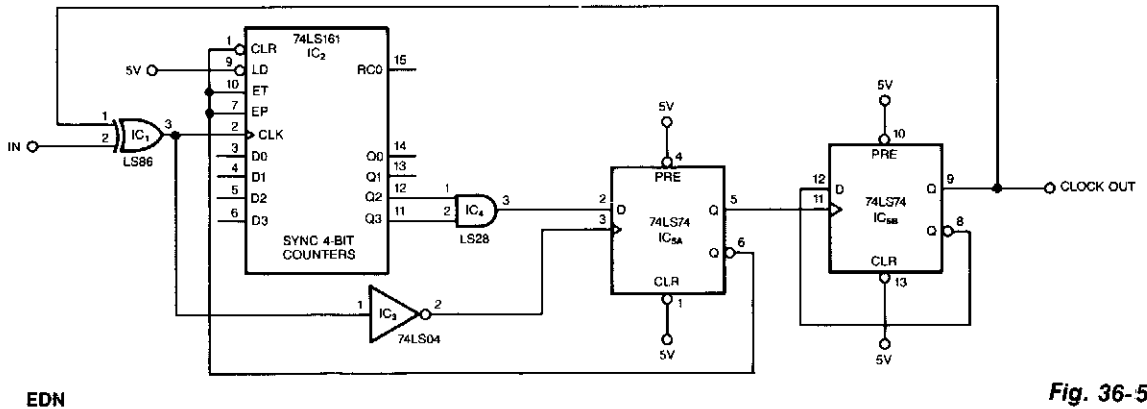 74LS161
IC2
1 CLR
9 LD
10 ET
7 EP
2 CLK
3 D0
4 D1
5 D2
6 D3
RC0 15
Q0 14
Q1 13
Q2 12
Q3 11
SYNC 4-BIT
COUNTERS
5V
IN
1
2
IC1
3
LS86
1
2
IC4
3
LS28
1
IC3
2
74LS04
5V
4
PRE
2 D
3
74LS74
IC5A
Q 5
Q 6
CLR
1
5V
5V
10
PRE
12 D
11
74LS74
IC5B
Q 9
Q 8
CLR
13
5V
CLOCK OUT
EDN
Fig. 36-5